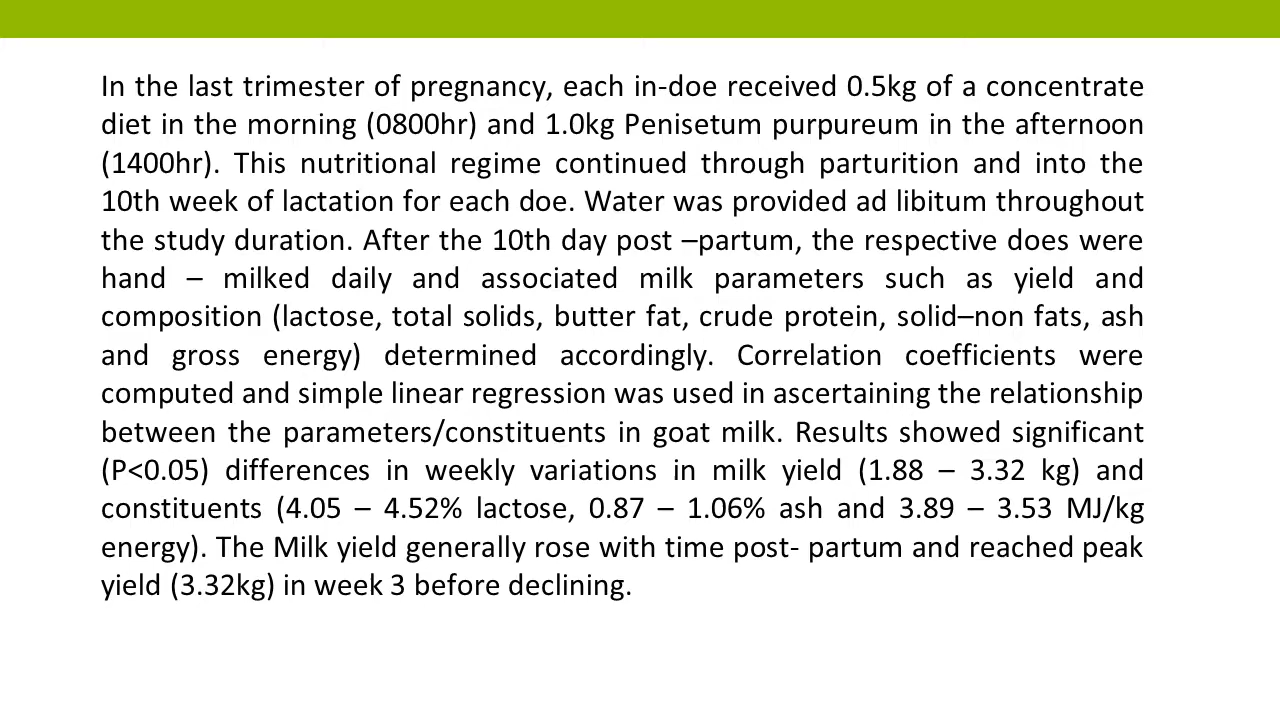 In the last trimester of pregnancy, each in-doe received 0.5kg of a concentrate
diet in the morning (0800hr) and 1.0kg Penisetum purpureum in the afternoon
(1400hr). This nutritional regime continued through parturition and into the
10th week of lactation for each doe. Water was provided ad libitum throughout
the study duration. After the 10th day post –partum, the respective does were
hand – milked daily and associated milk parameters such as yield and
composition (lactose, total solids, butter fat, crude protein, solid–non fats, ash
and gross energy) determined accordingly. Correlation coefficients were
computed and simple linear regression was used in ascertaining the relationship
between the parameters/constituents in goat milk. Results showed significant
(P<0.05) differences in weekly variations in milk yield (1.88 – 3.32 kg) and
constituents (4.05 – 4.52% lactose, 0.87 – 1.06% ash and 3.89 – 3.53 MJ/kg
energy). The Milk yield generally rose with time post- partum and reached peak
yield (3.32kg) in week 3 before declining.